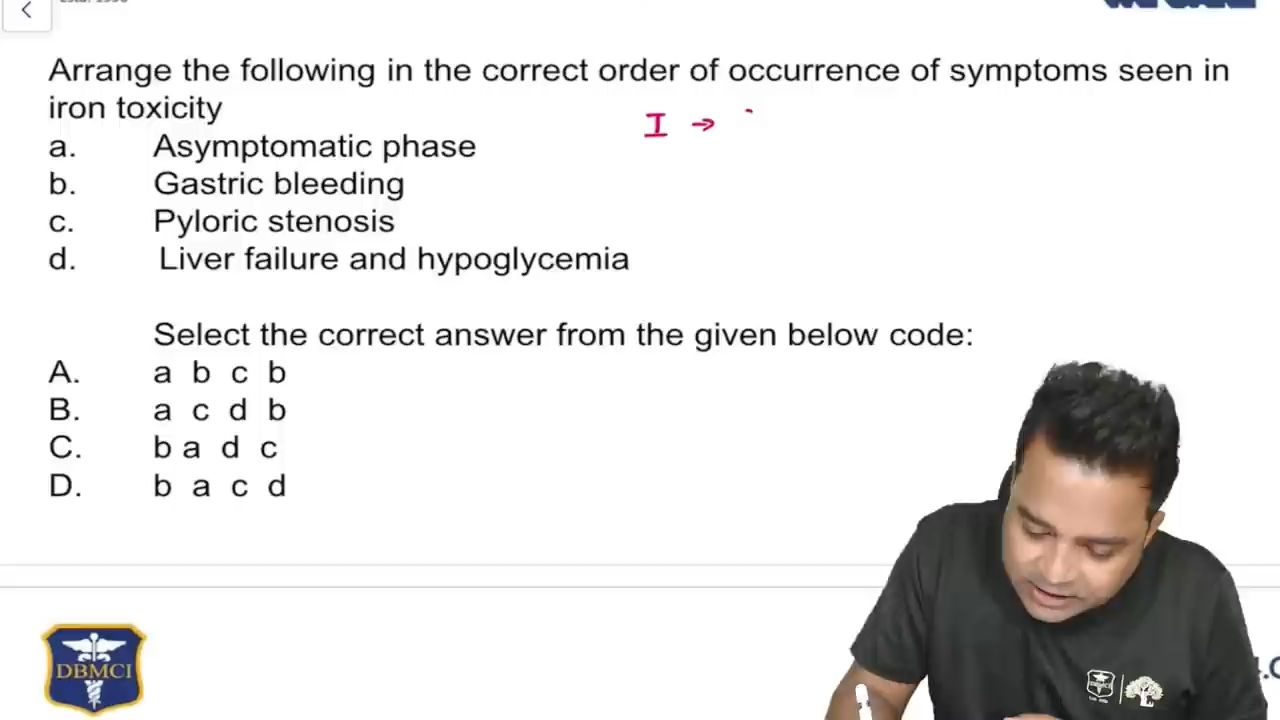 Arrange the following in the correct order of occurrence of symptoms seen in
iron toxicity
I →
a. Asymptomatic phase
b. Gastric bleeding
c. Pyloric stenosis
d. Liver failure and hypoglycemia
Select the correct answer from the given below code:
A. a b c b
B. a c d b
C. b a d c
D. b a c d
DBMCI